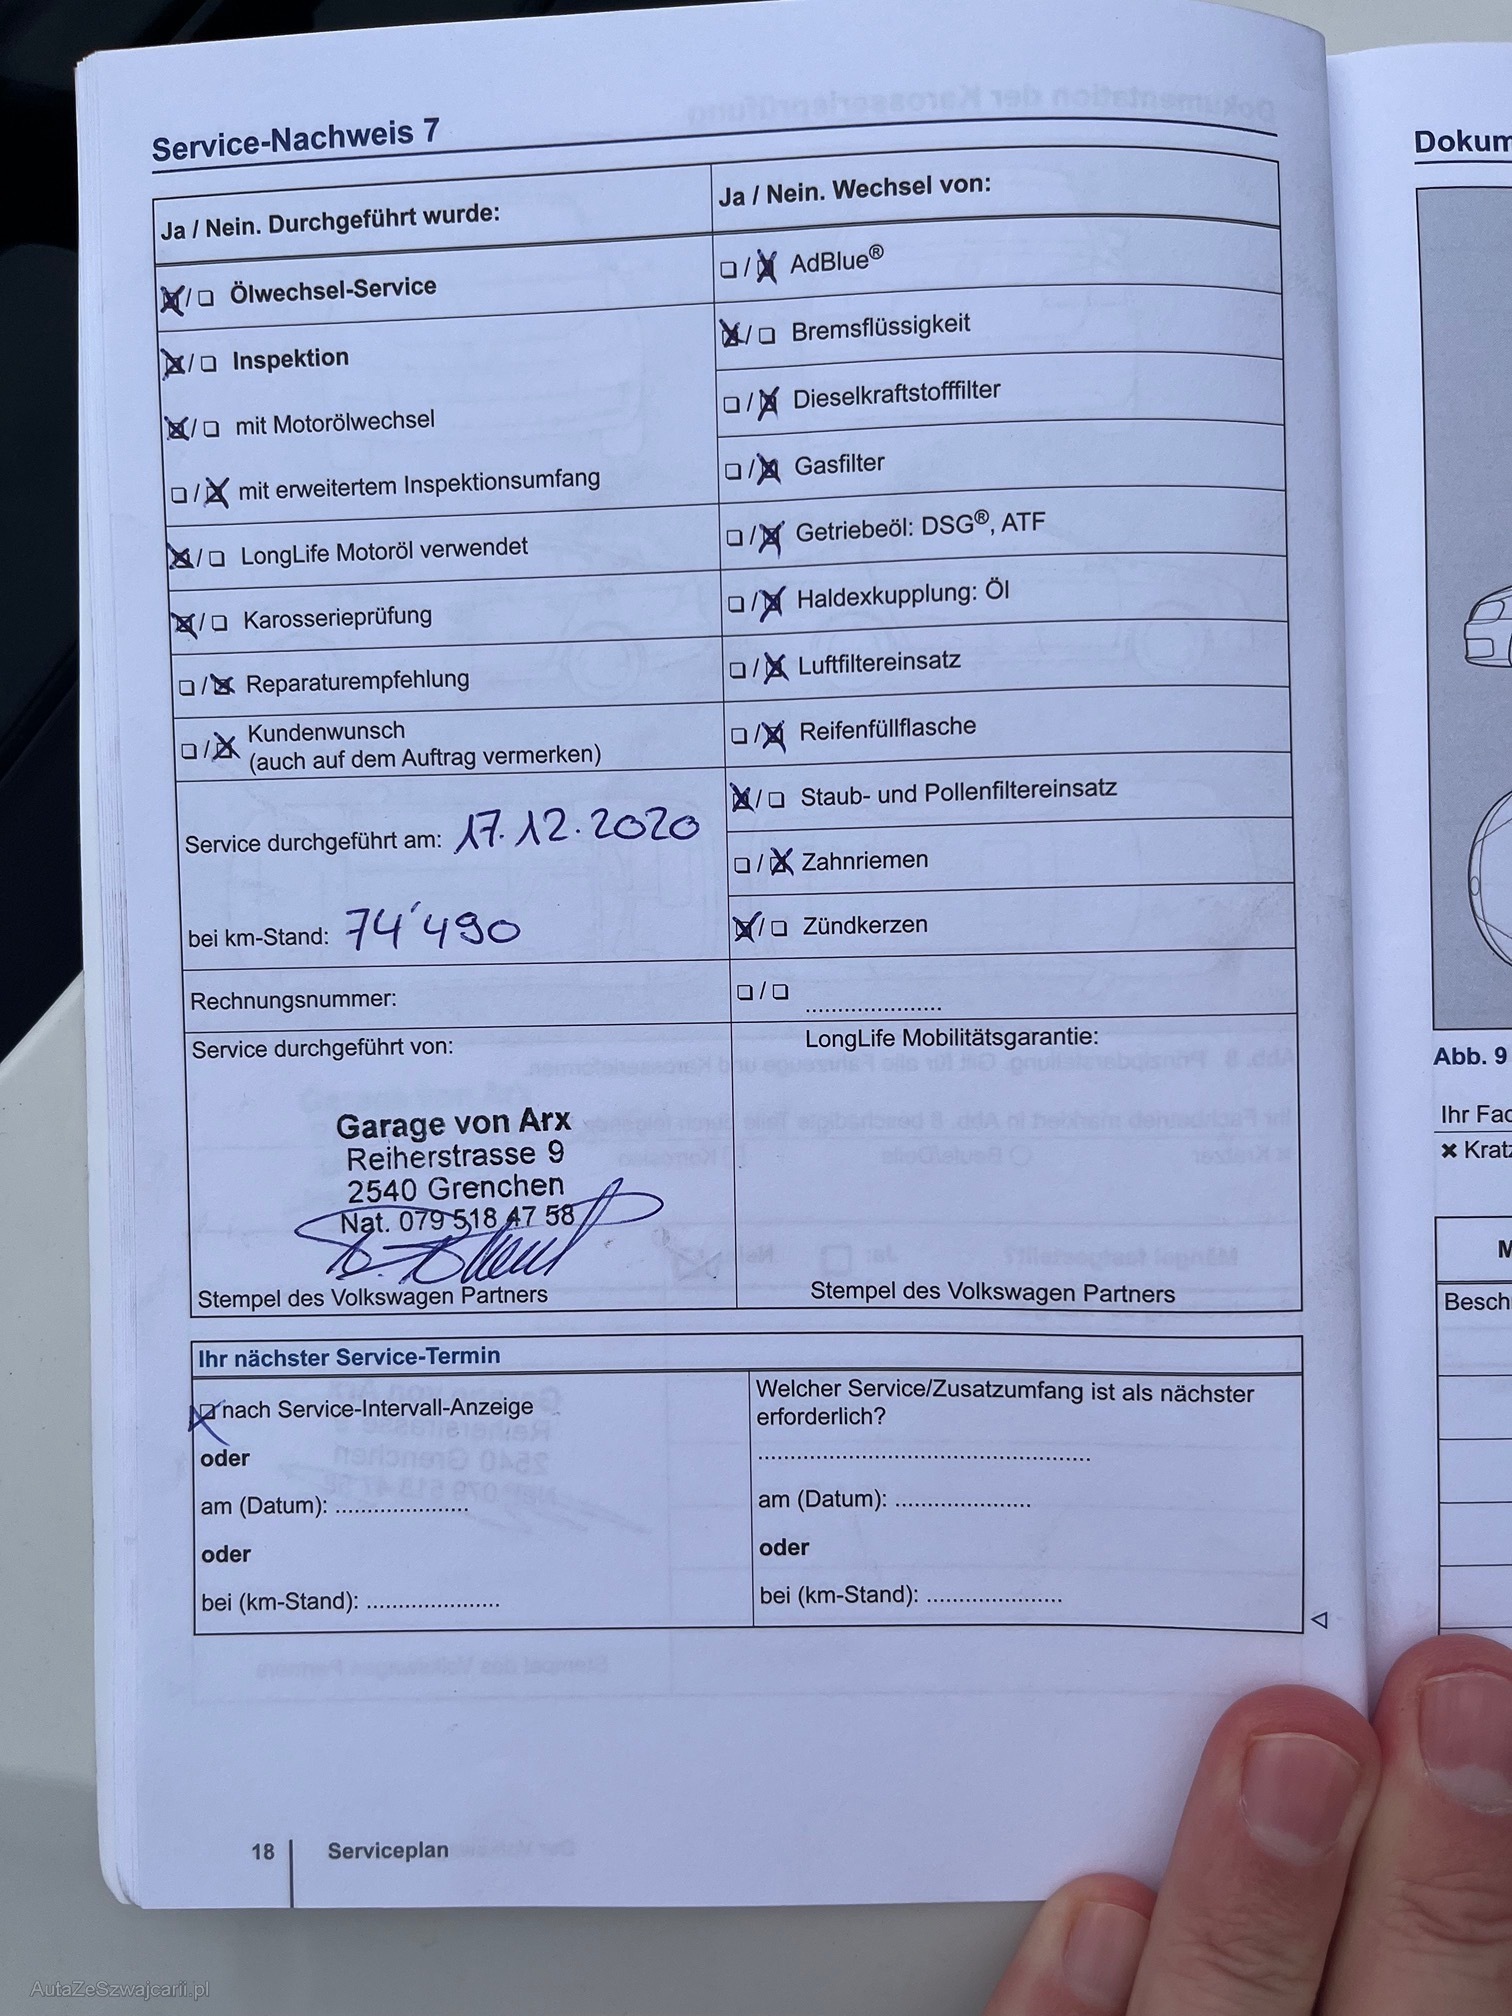 Service-Nachweis 7
Ja / Nein. Durchgeführt wurde:
☒/☐ Ölwechsel-Service
☒/☐ Inspektion
☒/☐ mit Motorölwechsel
☐/☒ mit erweitertem Inspektionsumfang
☒/☐ LongLife Motoröl verwendet
☒/☐ Karosserieprüfung
☐/☒ Reparaturempfehlung
☐/☒ Kundenwunsch
(auch auf dem Auftrag vermerken)
Service durchgeführt am: 17.12.2020
bei km-Stand: 74'490
Rechnungsnummer:
Service durchgeführt von:
Garage von Arx
Reiherstrasse 9
2540 Grenchen
Nat. 079 518 47 58
Stempel des Volkswagen Partners
Ja / Nein. Wechsel von:
☐/☒ AdBlue®
☒/☐ Bremsflüssigkeit
☐/☒ Dieselkraftstofffilter
☐/☒ Gasfilter
☐/☒ Getriebeöl: DSG®, ATF
☐/☒ Haldexkupplung: Öl
☐/☒ Luftfiltereinsatz
☐/☒ Reifenfüllflasche
☒/☐ Staub- und Pollenfiltereinsatz
☐/☒ Zahnriemen
☒/☐ Zündkerzen
☐/☐ .....................
LongLife Mobilitätsgarantie:
Stempel des Volkswagen Partners
Ihr nächster Service-Termin
☒ nach Service-Intervall-Anzeige
oder
am (Datum): .....................
oder
bei (km-Stand): .....................
Welcher Service/Zusatzumfang ist als nächster
erforderlich?
.....................................................
am (Datum): .....................
oder
bei (km-Stand): .....................
18 Serviceplan
Dokum
Abb. 9
Ihr Fac
✖ Kratz
M
Besch
AutaZeSzwajcarii.pl